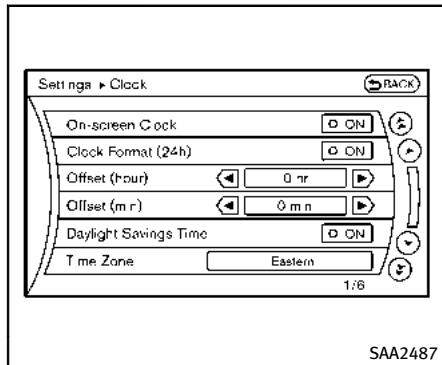 Settings ▸ Clock
BACK
On-screen Clock
ON
Clock Format (24h)
ON
Offset (hour)
0 hr
Offset (min)
0 min
Daylight Savings Time
ON
Time Zone
Eastern
1/6
SAA2487